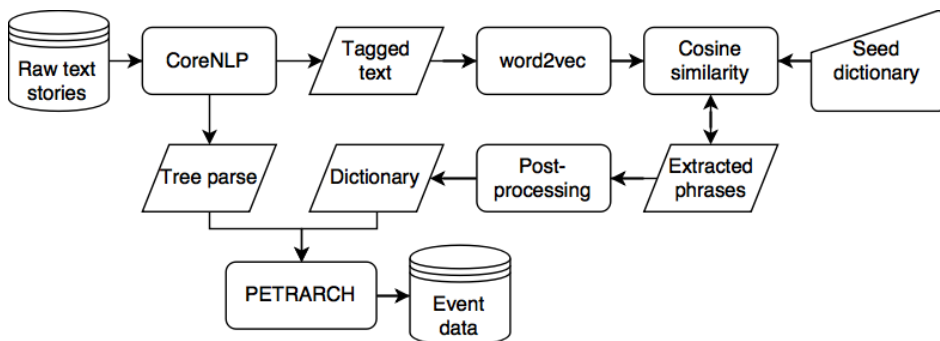 Raw text
stories
CoreNLP
Tagged
text
word2vec
Cosine
similarity
Seed
dictionary
Tree parse
Dictionary
Post-
processing
Extracted
phrases
PETRARCH
Event
data